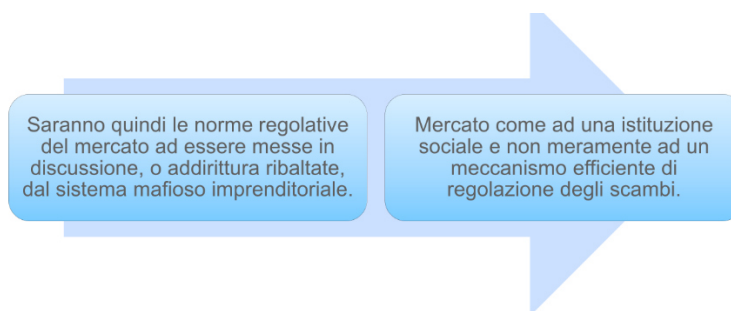 Saranno quindi le norme regolative
del mercato ad essere messe in
discussione, o addirittura ribaltate,
dal sistema mafioso imprenditoriale.
Mercato come ad una istituzione
sociale e non meramente ad un
meccanismo efficiente di
regolazione degli scambi.